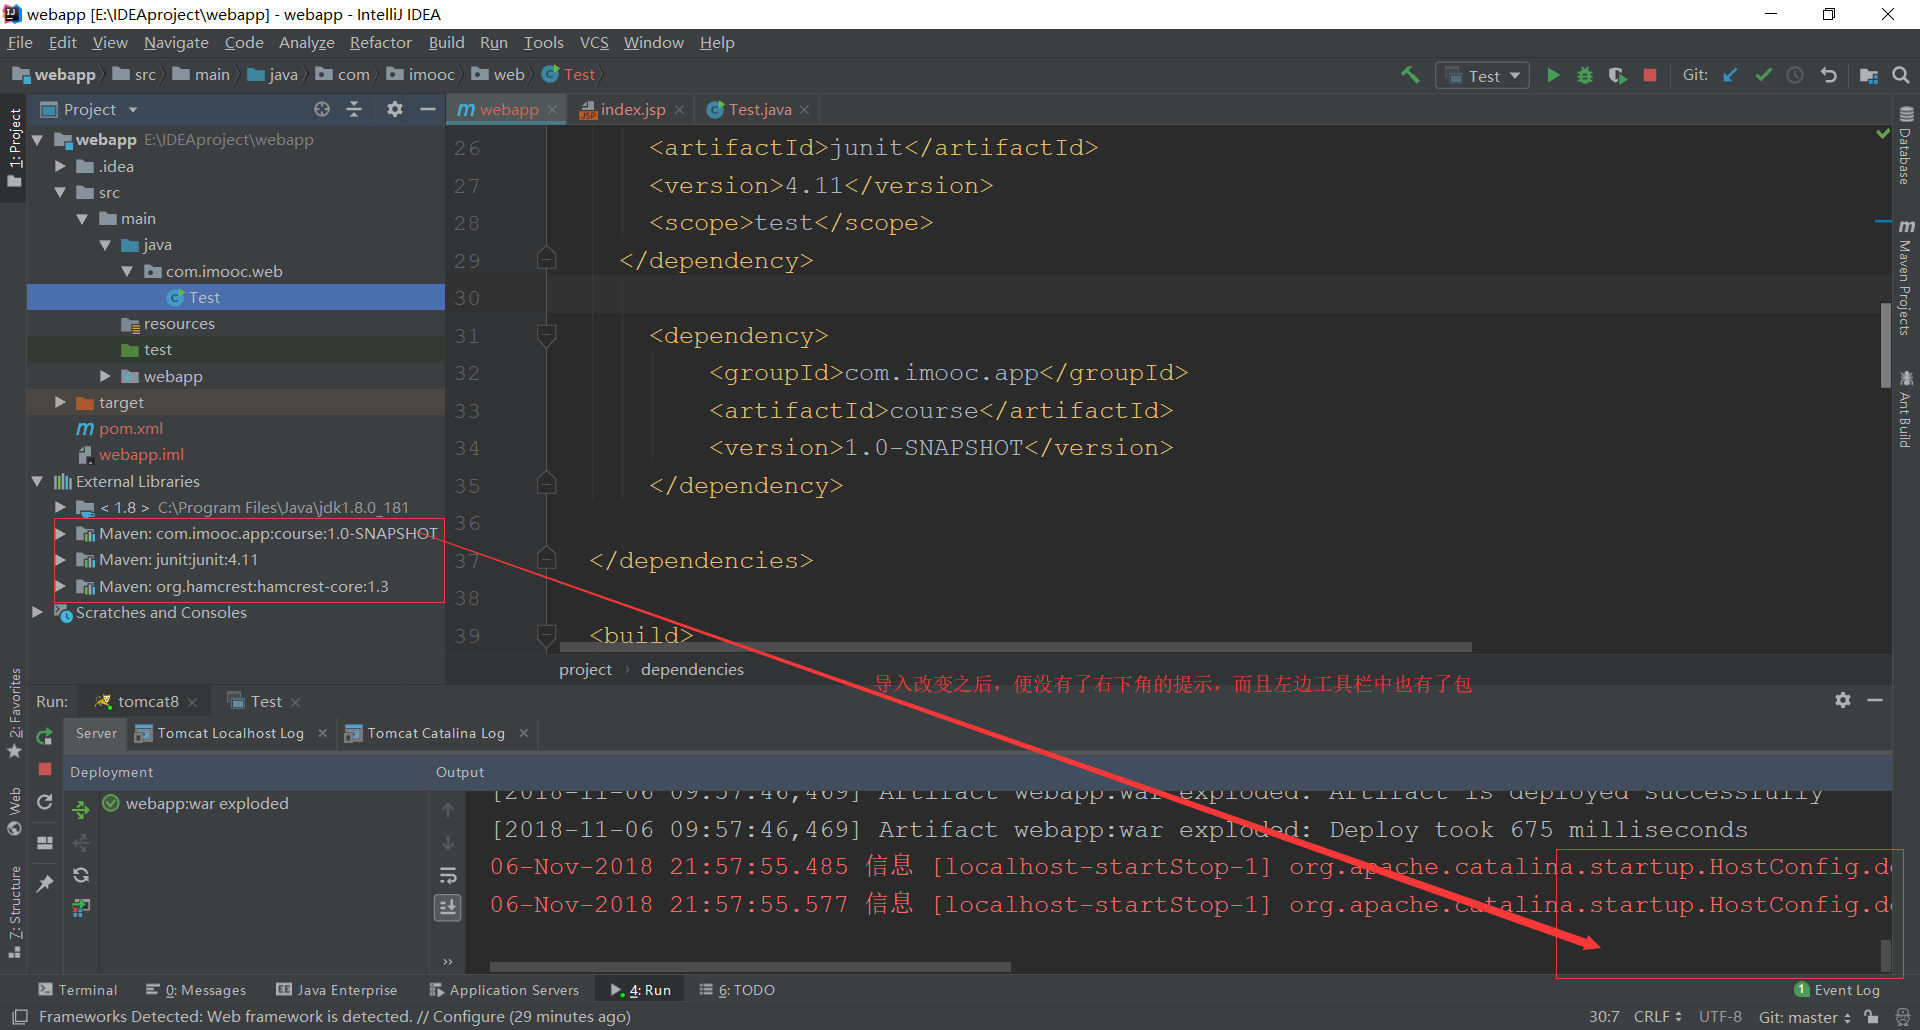 webapp [E:\IDEAproject\webapp] - webapp - IntelliJ IDEA
File Edit View Navigate Code Analyze Refactor Build Run Tools VCS Window Help
webapp src main java com imooc web Test
Test Git:
1: Project
Project
webapp × index.jsp × Test.java ×
webapp E:\IDEAproject\webapp
.idea
src
main
java
com.imooc.web
Test
resources
test
webapp
target
pom.xml
webapp.iml
External Libraries
< 1.8 > C:\Program Files\Java\jdk1.8.0_181
Maven: com.imooc.app:course:1.0-SNAPSHOT
Maven: junit:junit:4.11
Maven: org.hamcrest:hamcrest-core:1.3
Scratches and Consoles
26 <artifactId>junit</artifactId>
27 <version>4.11</version>
28 <scope>test</scope>
29 </dependency>
30
31 <dependency>
32 <groupId>com.imooc.app</groupId>
33 <artifactId>course</artifactId>
34 <version>1.0-SNAPSHOT</version>
35 </dependency>
36
37 </dependencies>
38
39 <build>
project › dependencies
Database
Maven Projects
Ant Build
导入改变之后，便没有了右下角的提示，而且左边工具栏中也有了包
2: Favorites
Web
7: Structure
Run: tomcat8 × Test ×
Server Tomcat Localhost Log × Tomcat Catalina Log ×
Deployment Output
webapp:war exploded
[2018-11-06 09:57:46,469] Artifact webapp:war exploded: Artifact is deployed successfully
[2018-11-06 09:57:46,469] Artifact webapp:war exploded: Deploy took 675 milliseconds
06-Nov-2018 21:57:55.485 信息 [localhost-startStop-1] org.apache.catalina.startup.HostConfig.de
06-Nov-2018 21:57:55.577 信息 [localhost-startStop-1] org.apache.catalina.startup.HostConfig.de
Terminal 0: Messages Java Enterprise Application Servers 4: Run 6: TODO 1 Event Log
Frameworks Detected: Web framework is detected. // Configure (29 minutes ago) 30:7 CRLF UTF-8 Git: master